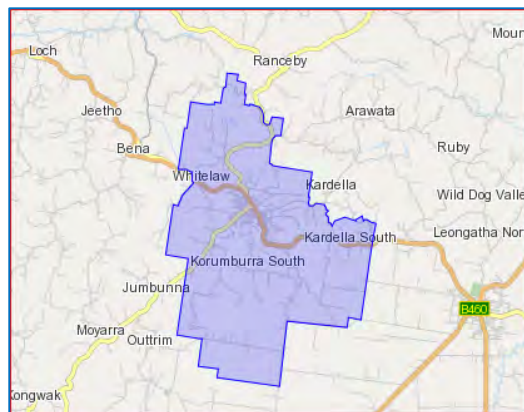 Moun
Loch
Ranceby
Jeetho
Arawata
Bena
Ruby
Whitelaw
Kardella
Wild Dog Valle
Kardella South
Leongatha Nor
Korumburra South
Jumbunna
B460
Moyarra
Outtrim
Kongwak